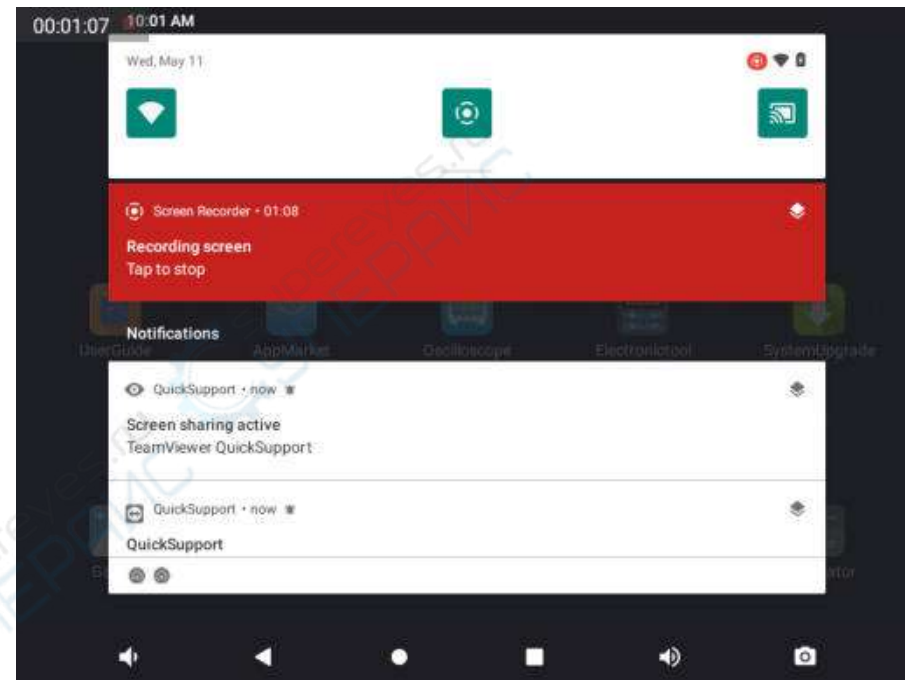 00:01:07 10:01 AM
Wed, May 11
Screen Recorder • 01:08
Recording screen
Tap to stop
Notifications
UserGuide AppMarket Oscilloscope Electronictool SystemUpgrade
QuickSupport • now
Screen sharing active
TeamViewer QuickSupport
QuickSupport • now
QuickSupport